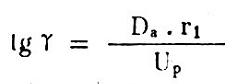 lg γ = D_a . r_1 / U_p